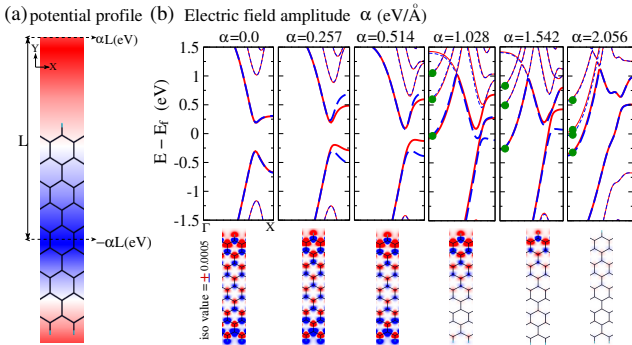 (a) potential profile (b) Electric field amplitude α (eV/Å)
αL(eV)
Y
X
L
−αL(eV)
α=0.0 α=0.257 α=0.514 α=1.028 α=1.542 α=2.056
E − E_f (eV)
1.5
1
0.5
0
-0.5
-1
-1.5
Γ X
iso value = ±0.0005